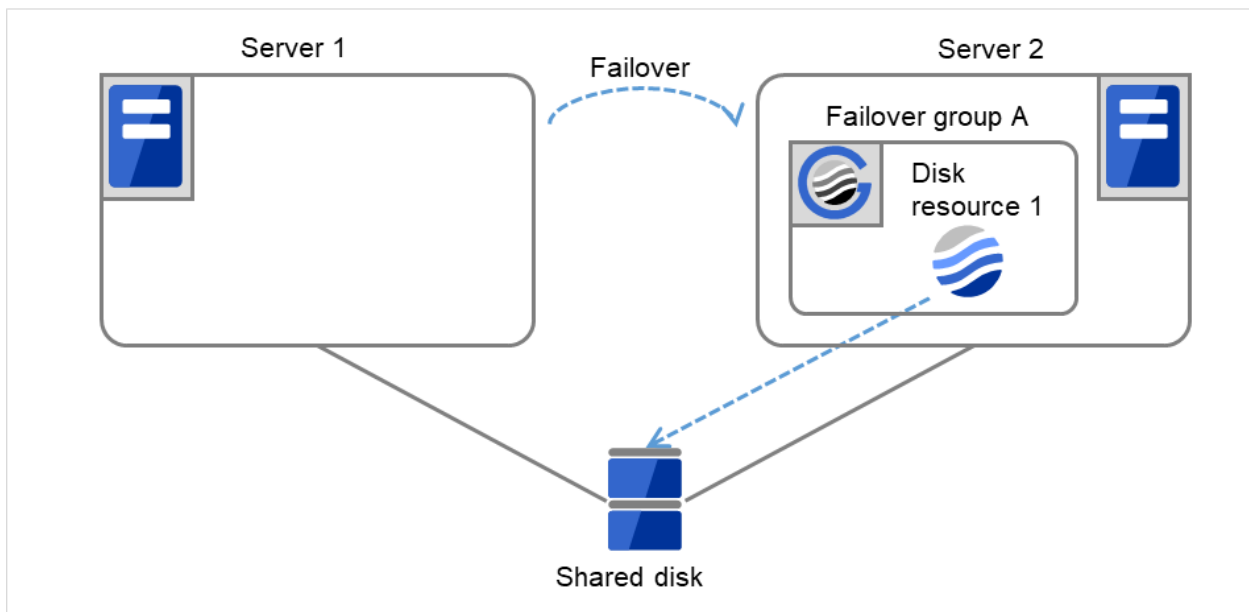 Server 1
Server 2
Failover
Failover group A
Disk
resource 1
Shared disk